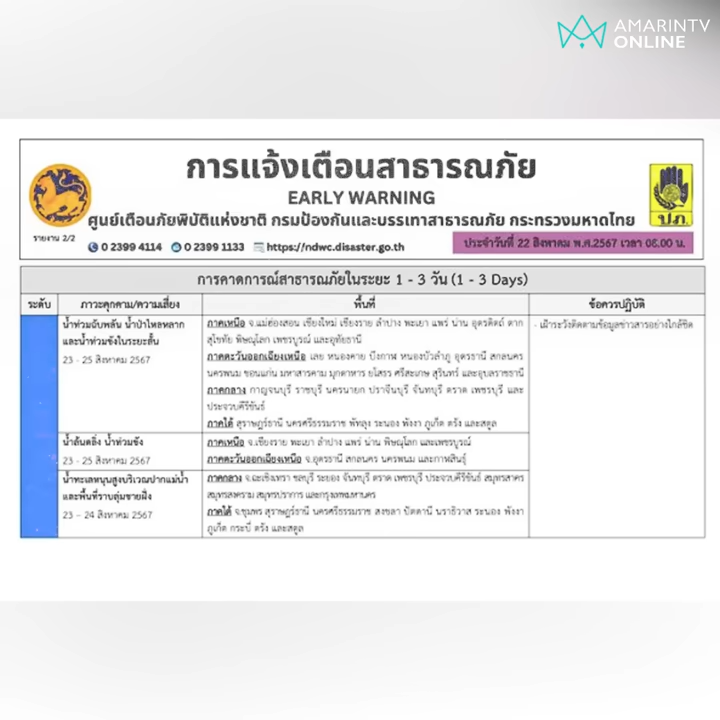 AMARINTV
ONLINE
การแจ้งเตือนสาธารณภัย
EARLY WARNING
ศูนย์เตือนภัยพิบัติแห่งชาติ กรมป้องกันและบรรเทาสาธารณภัย กระทรวงมหาดไทย
ปภ.
รายงาน 2/2
0 2399 4114 0 2399 1133 https://ndwc.disaster.go.th
ประจำวันที่ 22 สิงหาคม พ.ศ.2567 เวลา 08.00 น.
การคาดการณ์สาธารณภัยในระยะ 1 - 3 วัน (1 - 3 Days)
ระดับ ภาวะคุกคาม/ความเสี่ยง พื้นที่ ข้อควรปฏิบัติ
น้ำท่วมฉับพลัน น้ำป่าไหลหลาก
และน้ำท่วมขังในระยะสั้น
23 - 25 สิงหาคม 2567
ภาคเหนือ จ.แม่ฮ่องสอน เชียงใหม่ เชียงราย ลำปาง พะเยา แพร่ น่าน อุตรดิตถ์ ตาก
สุโขทัย พิษณุโลก เพชรบูรณ์ และอุทัยธานี
ภาคตะวันออกเฉียงเหนือ เลย หนองคาย บึงกาฬ หนองบัวลำภู อุดรธานี สกลนคร
นครพนม ขอนแก่น มหาสารคาม มุกดาหาร ยโสธร ศรีสะเกษ สุรินทร์ และอุบลราชธานี
ภาคกลาง กาญจนบุรี ราชบุรี นครนายก ปราจีนบุรี จันทบุรี ตราด เพชรบุรี และ
ประจวบคีรีขันธ์
ภาคใต้ สุราษฎร์ธานี นครศรีธรรมราช พัทลุง ระนอง พังงา ภูเก็ต ตรัง และสตูล
- เฝ้าระวังติดตามข้อมูลข่าวสารอย่างใกล้ชิด
น้ำล้นตลิ่ง น้ำท่วมขัง
23 - 25 สิงหาคม 2567
ภาคเหนือ จ.เชียงราย พะเยา ลำปาง แพร่ น่าน พิษณุโลก และเพชรบูรณ์
ภาคตะวันออกเฉียงเหนือ จ.อุดรธานี สกลนคร นครพนม และกาฬสินธุ์
น้ำทะเลหนุนสูงบริเวณปากแม่น้ำ
และพื้นที่ราบลุ่มชายฝั่ง
23 – 24 สิงหาคม 2567
ภาคกลาง จ.ฉะเชิงเทรา ชลบุรี ระยอง จันทบุรี ตราด เพชรบุรี ประจวบคีรีขันธ์ สมุทรสาคร
สมุทรสงคราม สมุทรปราการ และกรุงเทพมหานคร
ภาคใต้ จ.ชุมพร สุราษฎร์ธานี นครศรีธรรมราช สงขลา ปัตตานี นราธิวาส ระนอง พังงา
ภูเก็ต กระบี่ ตรัง และสตูล